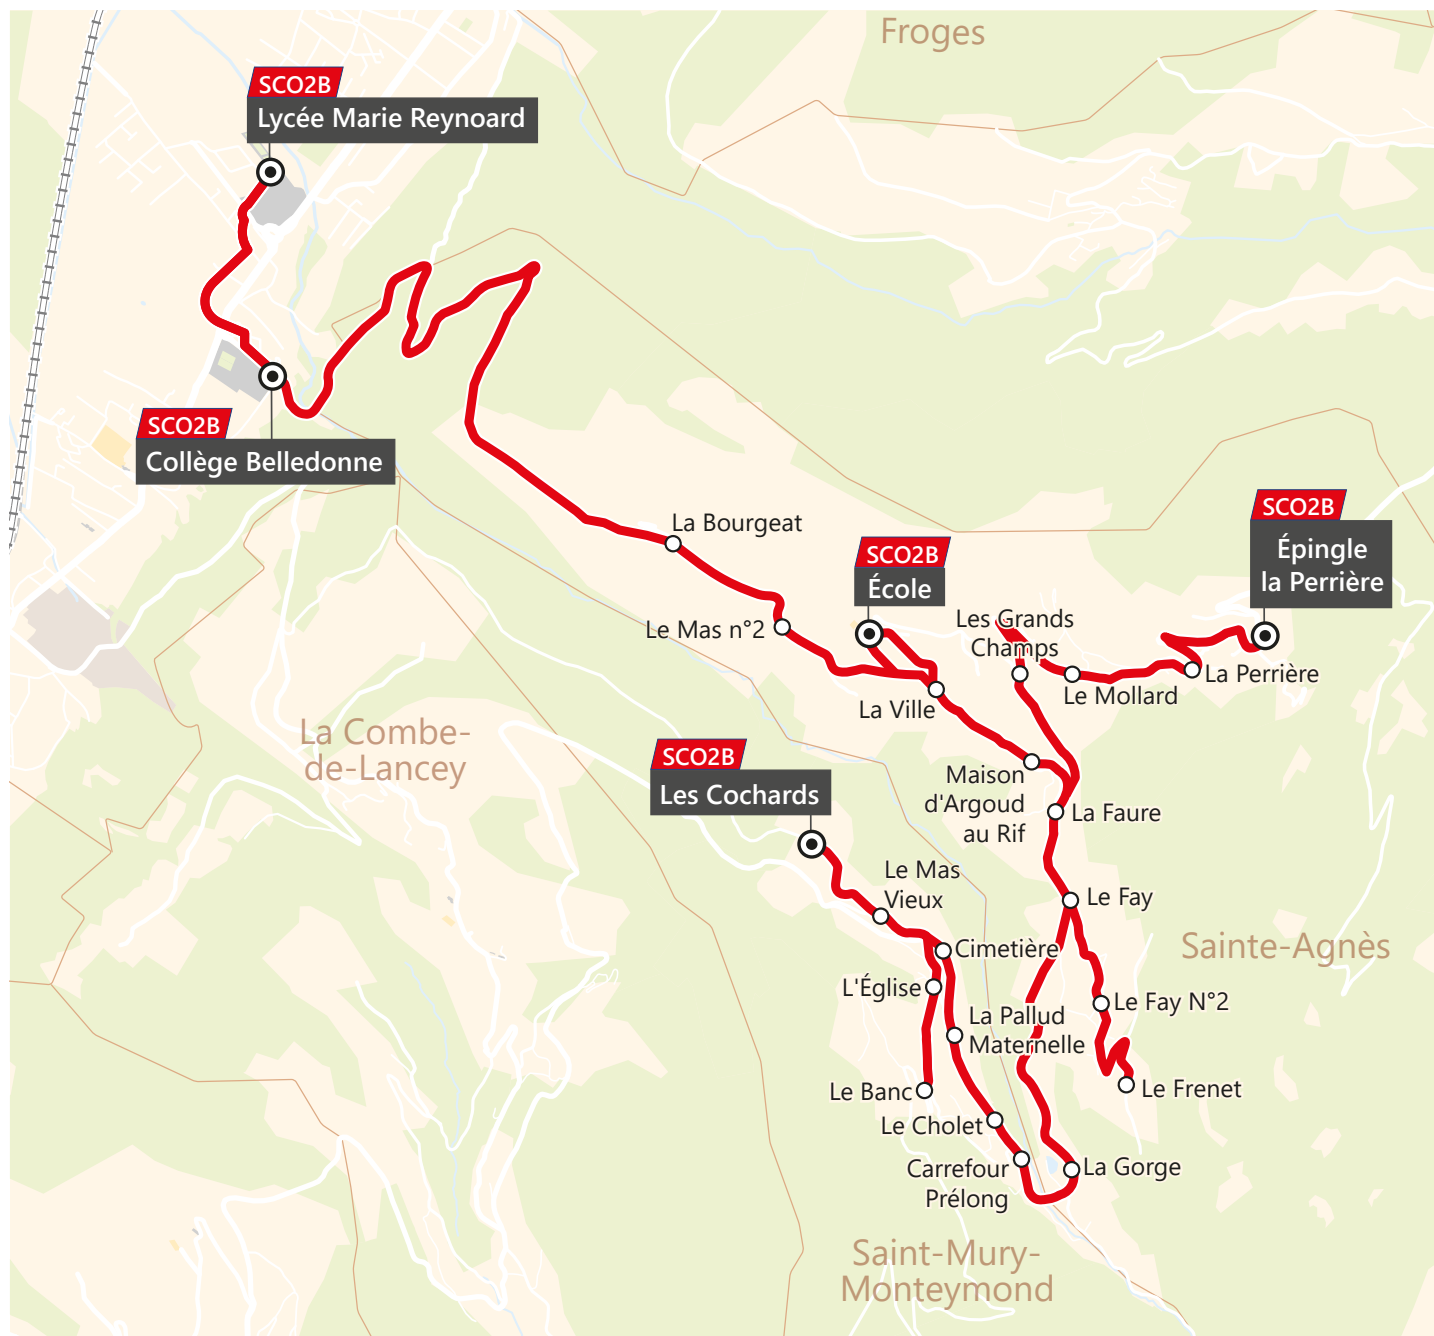 Froges
SCO2B
Lycée Marie Reynoard
SCO2B
Collège Belledonne
La Bourgeat
SCO2B
École
SCO2B
Épingle
la Perrière
Le Mas n°2
Les Grands
Champs
La Perrière
Le Mollard
La Ville
La Combe-
de-Lancey
SCO2B
Les Cochards
Maison
d'Argoud
au Rif
La Faure
Le Mas
Vieux
Le Fay
Cimetière
Sainte-Agnès
L'Église
Le Fay N°2
La Pallud
Maternelle
Le Banc
Le Frenet
Le Cholet
Carrefour
Prélong
La Gorge
Saint-Mury-
Monteymond